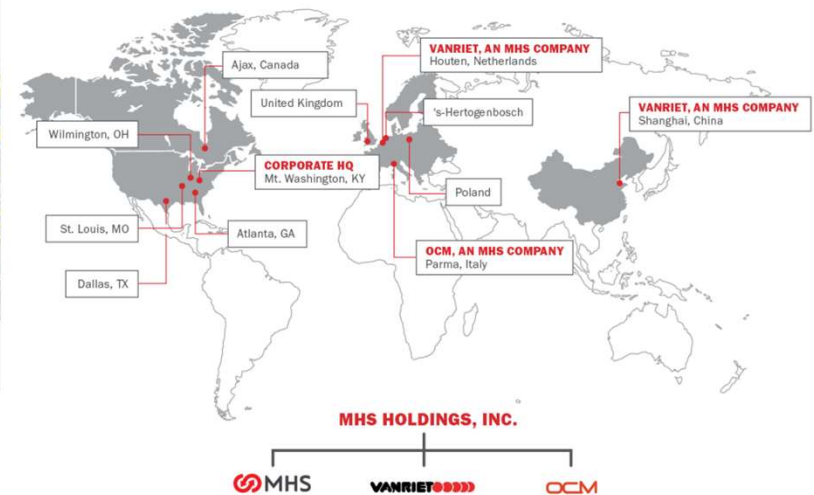 Ajax, Canada
VANRIET, AN MHS COMPANY
Houten, Netherlands
United Kingdom
's-Hertogenbosch
VANRIET, AN MHS COMPANY
Shanghai, China
Wilmington, OH
CORPORATE HQ
Mt. Washington, KY
Poland
St. Louis, MO
Atlanta, GA
OCM, AN MHS COMPANY
Parma, Italy
Dallas, TX
MHS HOLDINGS, INC.
MHS
VANRIET
OCM